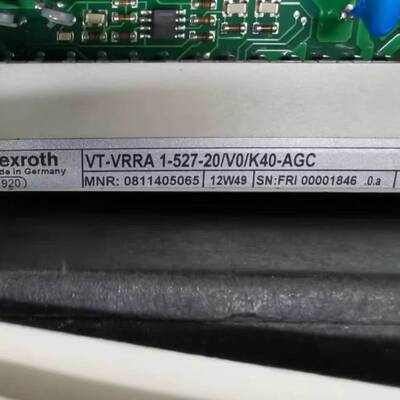 exroth
de in Germany
920)
VT-VRRA 1-527-20/V0/K40-AGC
MNR: 0811405065
12W49
SN:FRI 00001846 .0.a